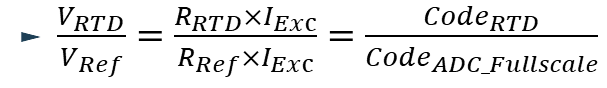 ► V_RTD / V_Ref = R_RTD×I_Exc / R_Ref×I_Exc = Code_RTD / Code_ADC_Fullscale